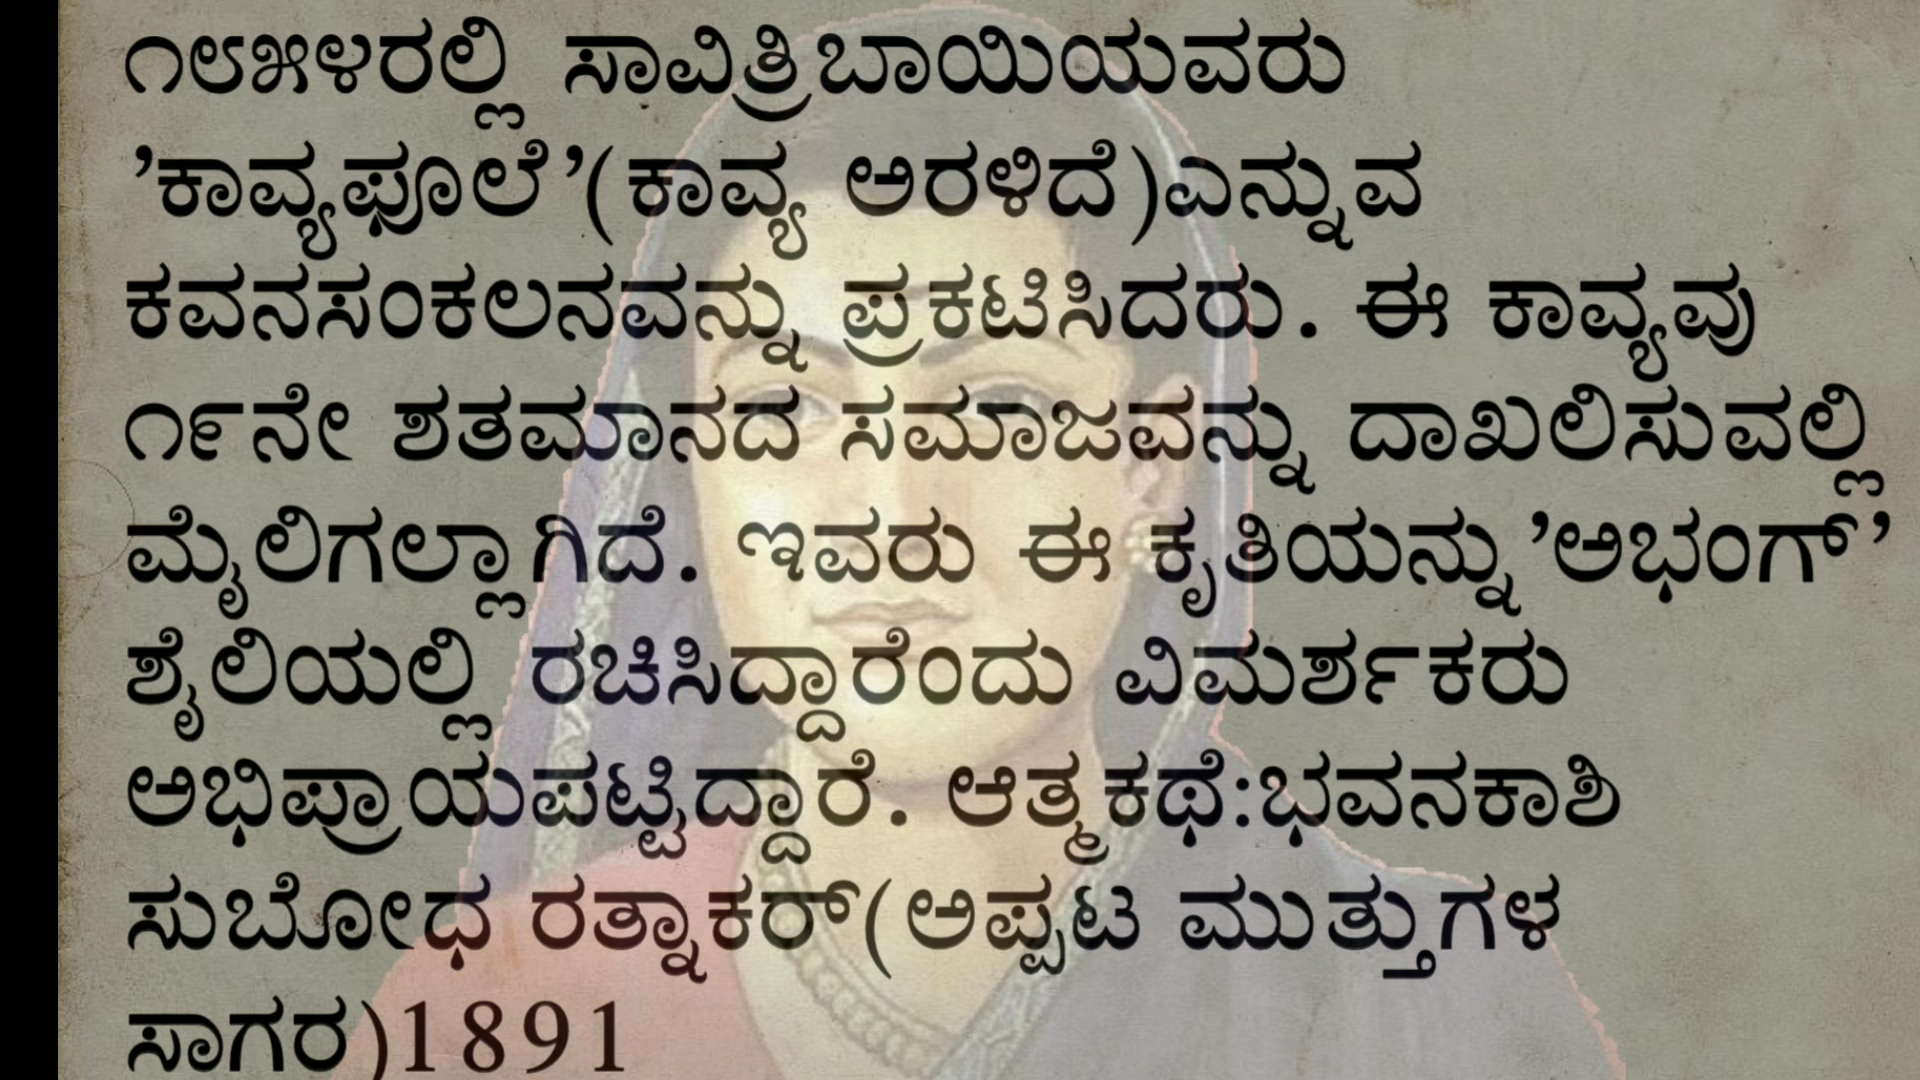 ೧೮೫೪ರಲ್ಲಿ ಸಾವಿತ್ರಿಬಾಯಿಯವರು
’ಕಾವ್ಯಫೂಲೆ’(ಕಾವ್ಯ ಅರಳಿದೆ)ಎನ್ನುವ
ಕವನಸಂಕಲನವನ್ನು ಪ್ರಕಟಿಸಿದರು. ಈ ಕಾವ್ಯವು
೧೯ನೇ ಶತಮಾನದ ಸಮಾಜವನ್ನು ದಾಖಲಿಸುವಲ್ಲಿ
ಮೈಲಿಗಲ್ಲಾಗಿದೆ. ಇವರು ಈ ಕೃತಿಯನ್ನು’ಅಭಂಗ್’
ಶೈಲಿಯಲ್ಲಿ ರಚಿಸಿದ್ದಾರೆಂದು ವಿಮರ್ಶಕರು
ಅಭಿಪ್ರಾಯಪಟ್ಟಿದ್ದಾರೆ. ಆತ್ಮಕಥೆ:ಭವನಕಾಶಿ
ಸುಬೋಧ ರತ್ನಾಕರ್(ಅಪ್ಪಟ ಮುತ್ತುಗಳ
ಸಾಗರ)1891